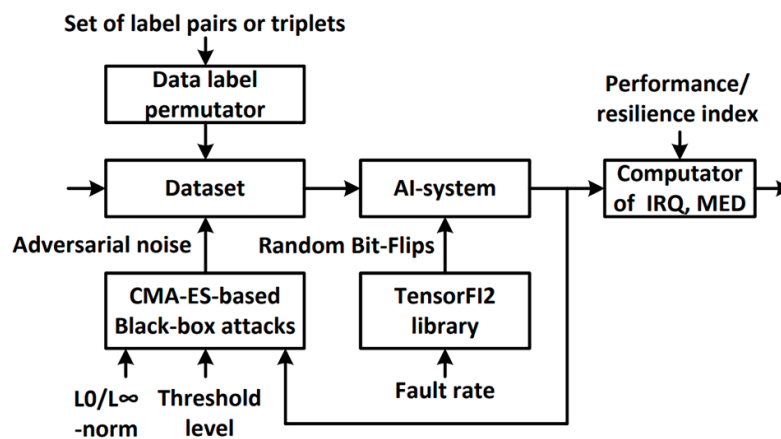 Set of label pairs or triplets
Data label
permutator
Performance/
resilience index
Dataset
AI-system
Computator
of IRQ, MED
Adversarial noise
Random Bit-Flips
CMA-ES-based
Black-box attacks
TensorFI2
library
L0/L∞
-norm
Threshold
level
Fault rate